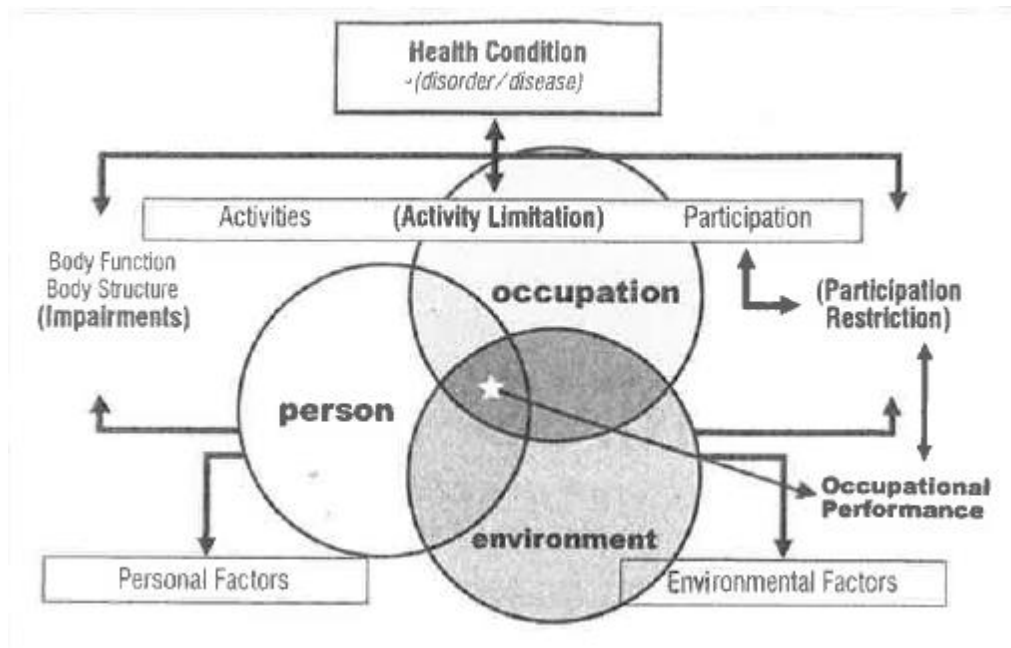 Health Condition
-(disorder/disease)
Activities (Activity Limitation) Participation
Body Function
Body Structure
(Impairments)
occupation
(Participation
Restriction)
person
Occupational
Performance
environment
Personal Factors
Environmental Factors